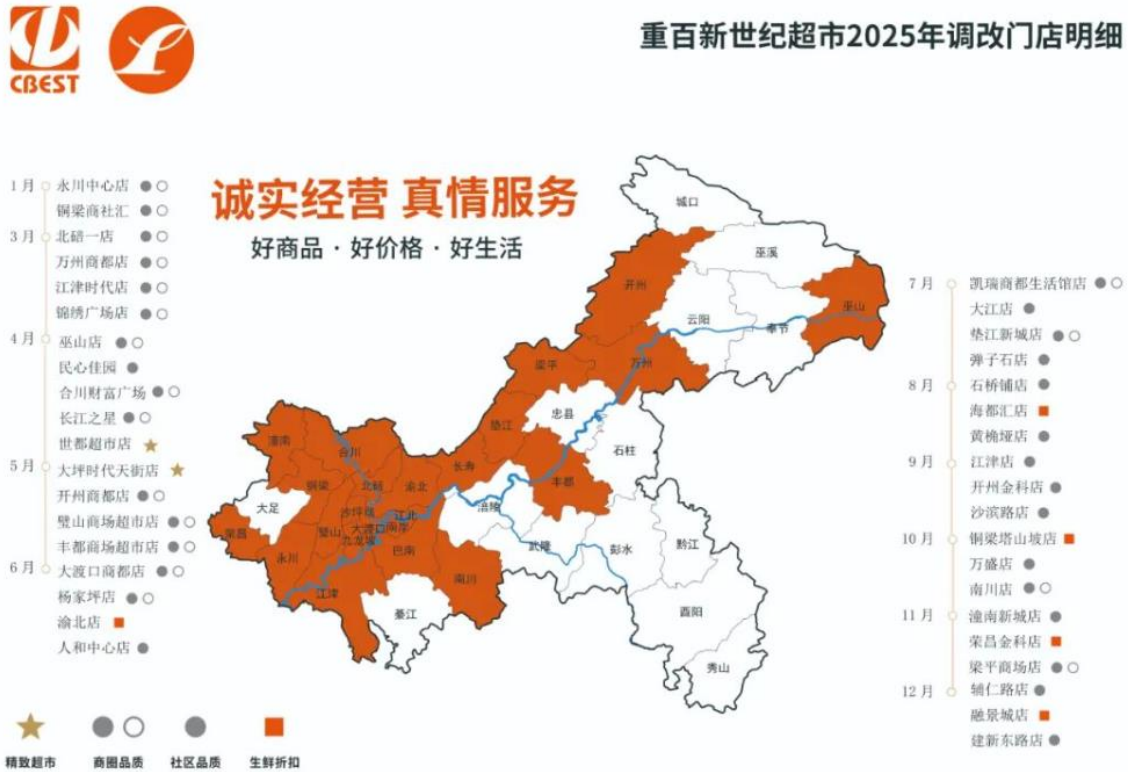 CBEST
重百新世纪超市2025年调改门店明细
诚实经营 真情服务
好商品·好价格·好生活
1月 永川中心店
铜梁商社汇
3月 北碚一店
万州商都店
江津时代店
锦绣广场店
4月 巫山店
民心佳园
合川财富广场
长江之星
世都超市店
5月 大坪时代天街店
开州商都店
璧山商场超市店
丰都商场超市店
6月 大渡口商都店
杨家坪店
渝北店
人和中心店
城口
巫溪
开州
巫山
云阳
奉节
万州
梁平
忠县
垫江
石柱
潼南
合川
长寿
丰都
铜梁
北碚
渝北
大足
涪陵
沙坪坝
江北
荣昌
璧山
大渡口
南岸
九龙坡
武隆
彭水
黔江
永川
巴南
南川
江津
綦江
酉阳
秀山
7月 凯瑞商都生活馆店
大江店
垫江新城店
弹子石店
8月 石桥铺店
海都汇店
黄桷垭店
9月 江津店
开州金科店
沙滨路店
10月 铜梁塔山坡店
万盛店
南川店
11月 潼南新城店
荣昌金科店
梁平商场店
12月 辅仁路店
融景城店
建新东路店
精致超市
商圈品质
社区品质
生鲜折扣